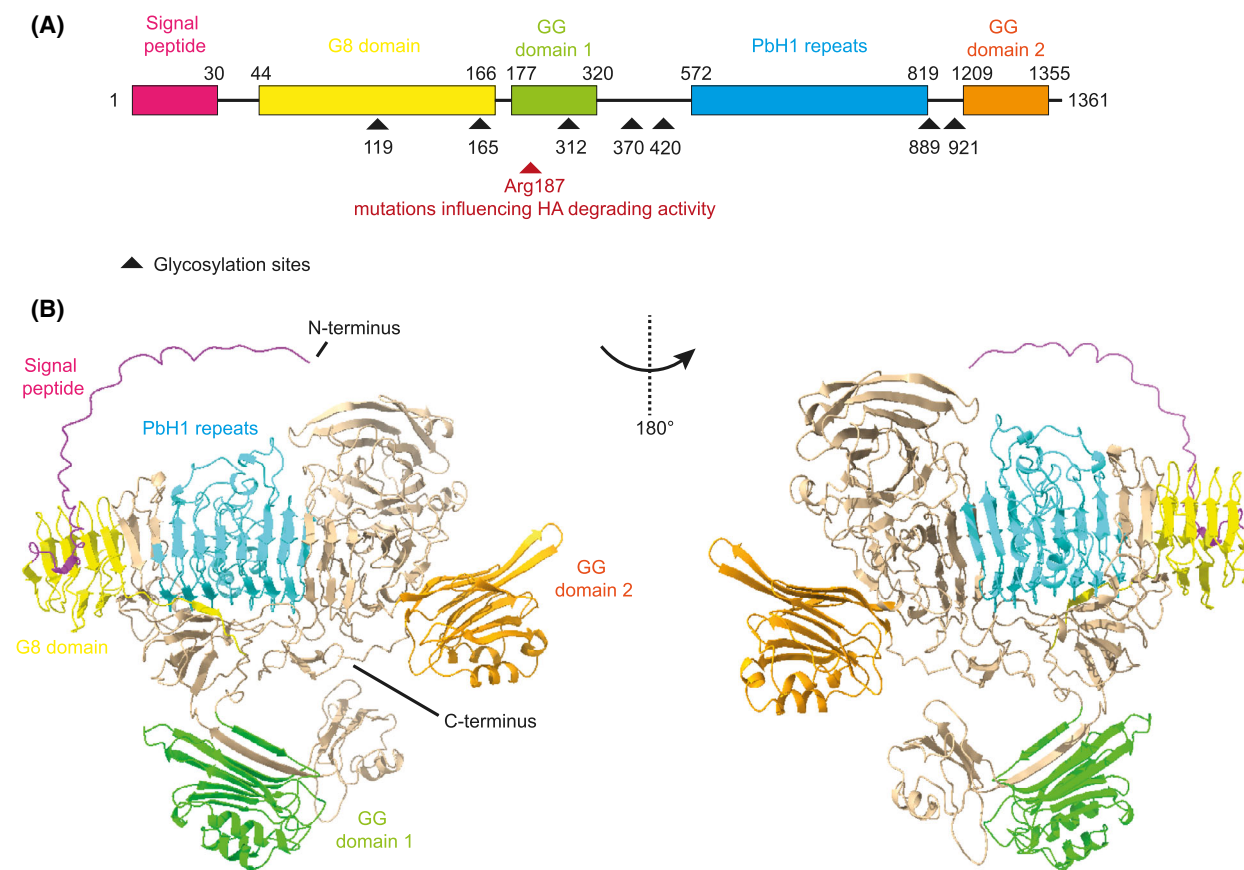 (A)
Signal
peptide
G8 domain
GG
domain 1
PbH1 repeats
GG
domain 2
30 44 166 177 320 572 819 1209 1355
1 1361
119 165 312 370 420 889 921
Arg187
mutations influencing HA degrading activity
Glycosylation sites
(B)
N-terminus
Signal
peptide
PbH1 repeats
180°
GG
domain 2
G8 domain
C-terminus
GG
domain 1